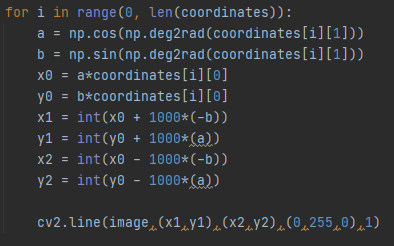 for i in range(0, len(coordinates)):
    a = np.cos(np.deg2rad(coordinates[i][1]))
    b = np.sin(np.deg2rad(coordinates[i][1]))
    x0 = a*coordinates[i][0]
    y0 = b*coordinates[i][0]
    x1 = int(x0 + 1000*(-b))
    y1 = int(y0 + 1000*(a))
    x2 = int(x0 - 1000*(-b))
    y2 = int(y0 - 1000*(a))

    cv2.line(image,(x1,y1),(x2,y2),(0,255,0),1)